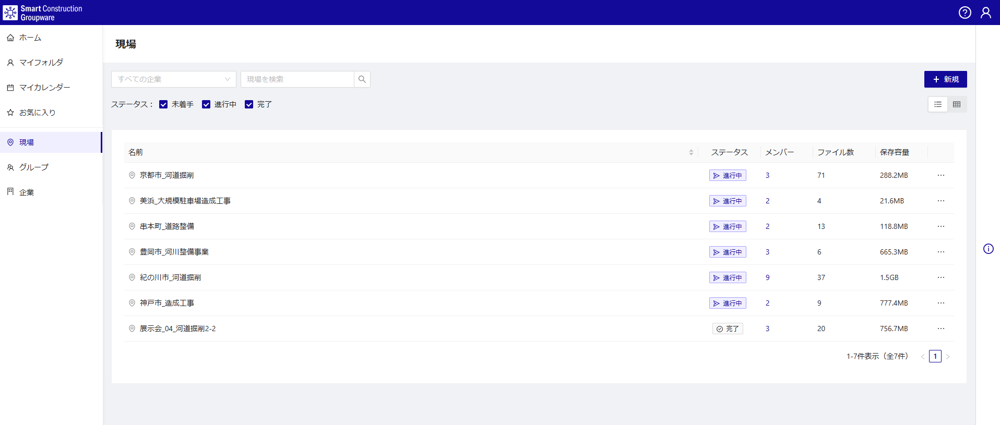 Smart Construction
Groupware
ホーム
マイフォルダ
マイカレンダー
お気に入り
現場
グループ
企業
現場
すべての企業
現場を検索
新規
ステータス： 未着手 進行中 完了
名前 ステータス メンバー ファイル数 保存容量
京都市_河道掘削 進行中 3 71 288.2MB
美浜_大規模駐車場造成工事 進行中 2 4 21.6MB
串本町_道路整備 進行中 2 13 118.8MB
豊岡市_河川整備事業 進行中 3 6 665.3MB
紀の川市_河道掘削 進行中 9 37 1.5GB
神戸市_造成工事 進行中 2 9 777.4MB
展示会_04_河道掘削2-2 完了 3 20 756.7MB
1-7件表示（全7件） < 1 >